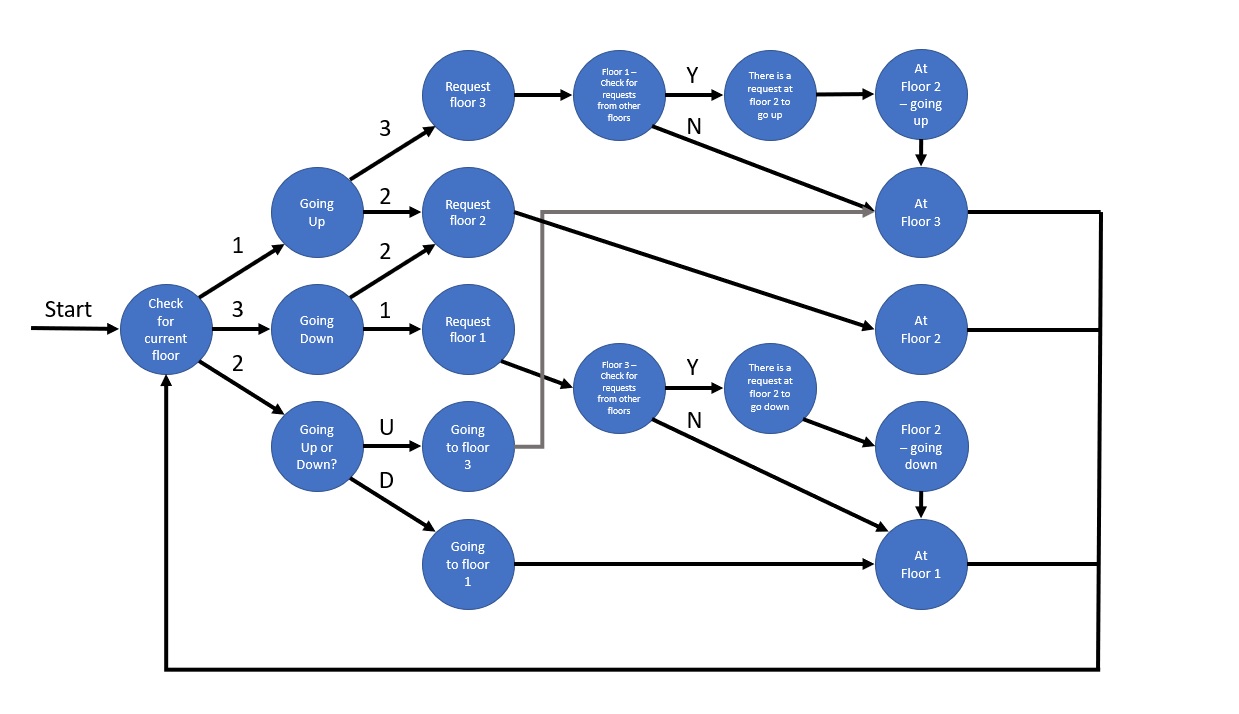 Request
floor 3
Floor 1 –
Check for
requests
from other
floors
Y
There is a
request at
floor 2 to
go up
At
Floor 2
– going
up
3
N
Going
Up
2
Request
floor 2
At
Floor 3
1
2
Start
Check
for
current
floor
3
Going
Down
1
Request
floor 1
At
Floor 2
2
Floor 3 –
Check for
requests
from other
floors
Y
There is a
request at
floor 2 to
go down
N
Going
Up or
Down?
U
Going
to floor
3
Floor 2
– going
down
D
Going
to floor
1
At
Floor 1